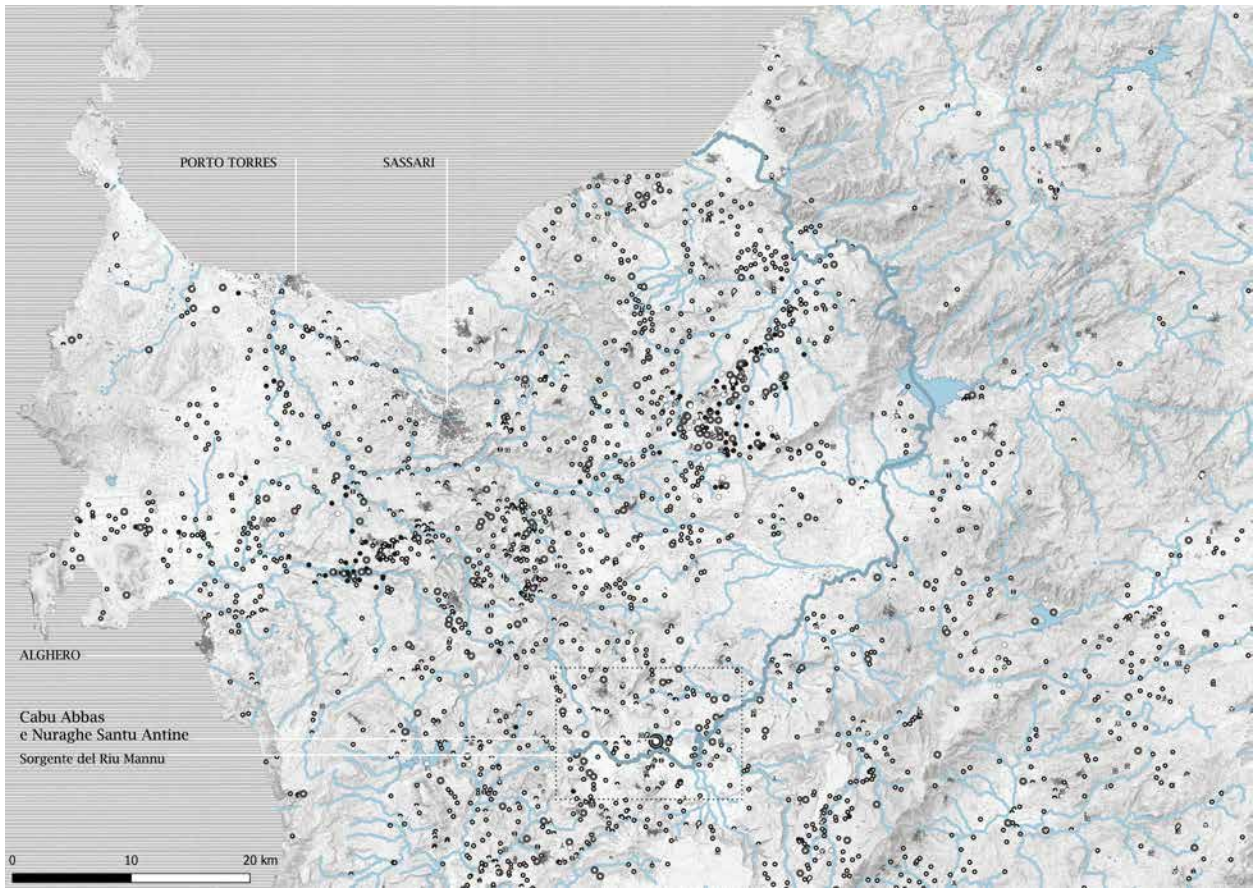 PORTO TORRES
SASSARI
ALGHERO
Cabu Abbas
e Nuraghe Santu Antine
Sorgente del Riu Mannu
0 10 20 km